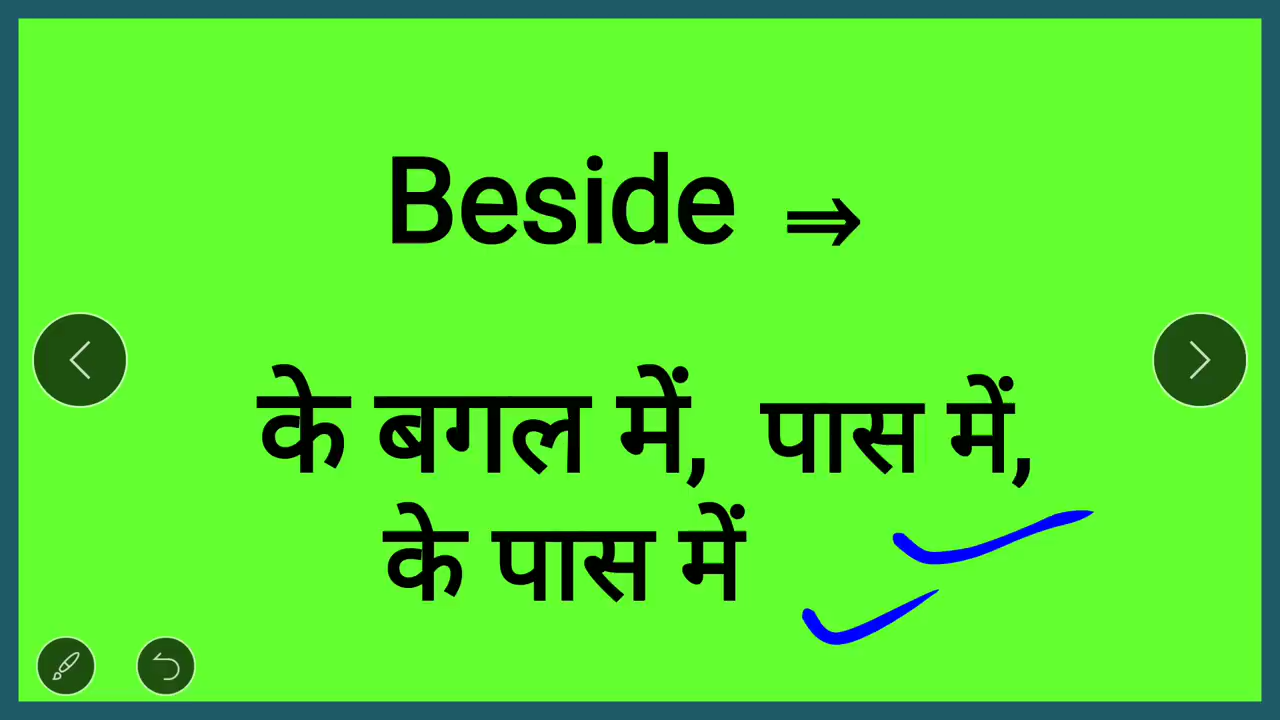 Beside ⇒
के बगल में, पास में,
के पास में